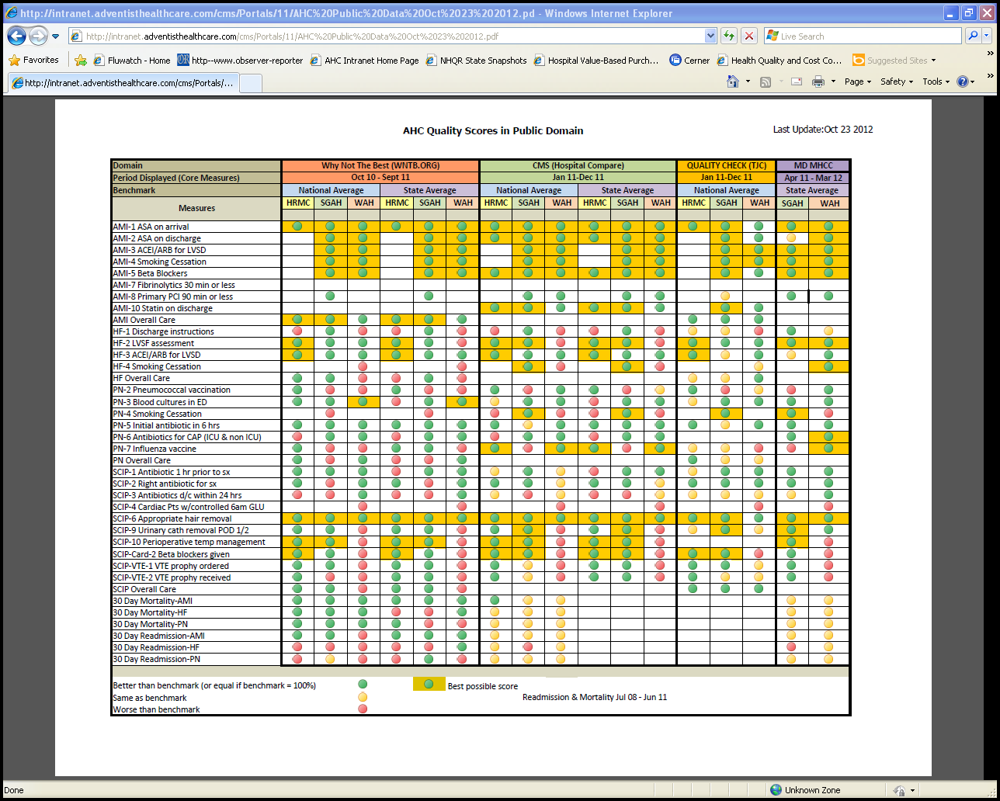 http://intranet.adventisthealthcare.com/cms/Portals/11/AHC%20Public%20Data%20Oct%2023%202012.pd - Windows Internet Explorer
http://intranet.adventisthealthcare.com/cms/Portals/11/AHC%20Public%20Data%20Oct%2023%202012.pdf
Live Search
Favorites Fluwatch - Home http--www.observer-reporter AHC Intranet Home Page NHQR State Snapshots Hospital Value-Based Purch... Cerner Health Quality and Cost Co... Suggested Sites
http://intranet.adventisthealthcare.com/cms/Portals/... Page Safety Tools
AHC Quality Scores in Public Domain Last Update:Oct 23 2012
Domain Why Not The Best (WNTB.ORG) CMS (Hospital Compare) QUALITY CHECK (TJC) MD MHCC
Period Displayed (Core Measures) Oct 10 - Sept 11 Jan 11-Dec 11 Jan 11-Dec 11 Apr 11 - Mar 12
Benchmark National Average State Average National Average State Average National Average State Average
Measures HRMC SGAH WAH HRMC SGAH WAH HRMC SGAH WAH HRMC SGAH WAH HRMC SGAH WAH SGAH WAH
AMI-1 ASA on arrival
AMI-2 ASA on discharge
AMI-3 ACEI/ARB for LVSD
AMI-4 Smoking Cessation
AMI-5 Beta Blockers
AMI-7 Fibrinolytics 30 min or less
AMI-8 Primary PCI 90 min or less
AMI-10 Statin on discharge
AMI Overall Care
HF-1 Discharge instructions
HF-2 LVSF assessment
HF-3 ACEI/ARB for LVSD
HF-4 Smoking Cessation
HF Overall Care
PN-2 Pneumococcal vaccination
PN-3 Blood cultures in ED
PN-4 Smoking Cessation
PN-5 Initial antibiotic in 6 hrs
PN-6 Antibiotics for CAP (ICU & non ICU)
PN-7 Influenza vaccine
PN Overall Care
SCIP-1 Antibiotic 1 hr prior to sx
SCIP-2 Right antibiotic for sx
SCIP-3 Antibiotics d/c within 24 hrs
SCIP-4 Cardiac Pts w/controlled 6am GLU
SCIP-6 Appropriate hair removal
SCIP-9 Urinary cath removal POD 1/2
SCIP-10 Perioperative temp management
SCIP-Card-2 Beta blockers given
SCIP-VTE-1 VTE prophy ordered
SCIP-VTE-2 VTE prophy received
SCIP Overall Care
30 Day Mortality-AMI
30 Day Mortality-HF
30 Day Mortality-PN
30 Day Readmission-AMI
30 Day Readmission-HF
30 Day Readmission-PN
Better than benchmark (or equal if benchmark = 100%) Best possible score
Same as benchmark Readmission & Mortality Jul 08 - Jun 11
Worse than benchmark
Done Unknown Zone